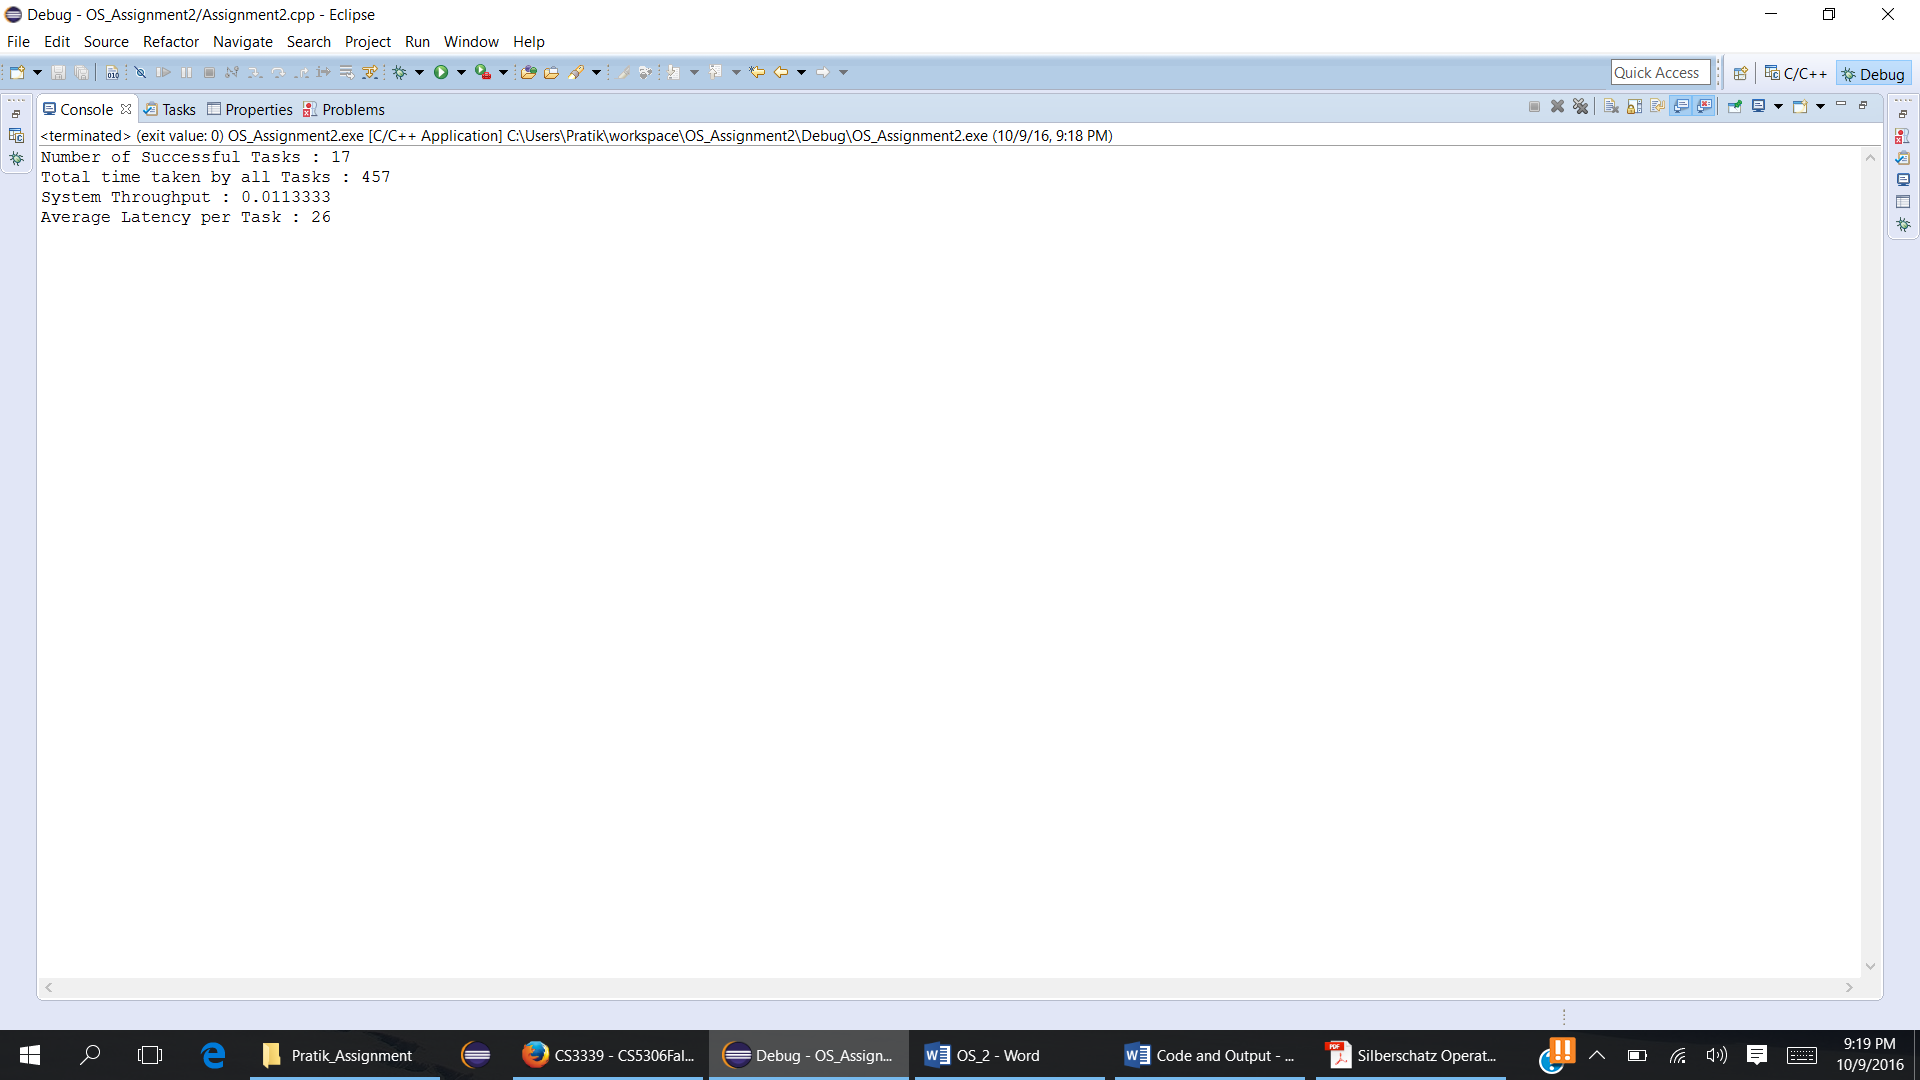 Debug - OS_Assignment2/Assignment2.cpp - Eclipse
File Edit Source Refactor Navigate Search Project Run Window Help
Quick Access C/C++ Debug
Console Tasks Properties Problems
<terminated> (exit value: 0) OS_Assignment2.exe [C/C++ Application] C:\Users\Pratik\workspace\OS_Assignment2\Debug\OS_Assignment2.exe (10/9/16, 9:18 PM)
Number of Successful Tasks : 17
Total time taken by all Tasks : 457
System Throughput : 0.0113333
Average Latency per Task : 26
Pratik_Assignment CS3339 - CS5306Fal... Debug - OS_Assign... OS_2 - Word Code and Output - ... Silberschatz Operat... 9:19 PM
10/9/2016